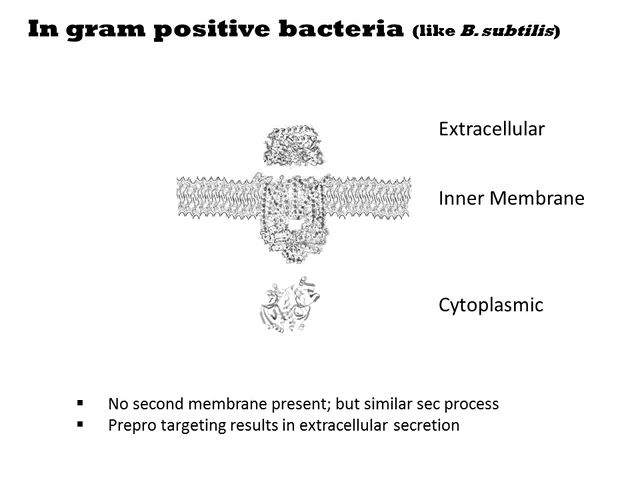 In gram positive bacteria (like B.subtilis)
Extracellular
Inner Membrane
Cytoplasmic
▪ No second membrane present; but similar sec process
▪ Prepro targeting results in extracellular secretion